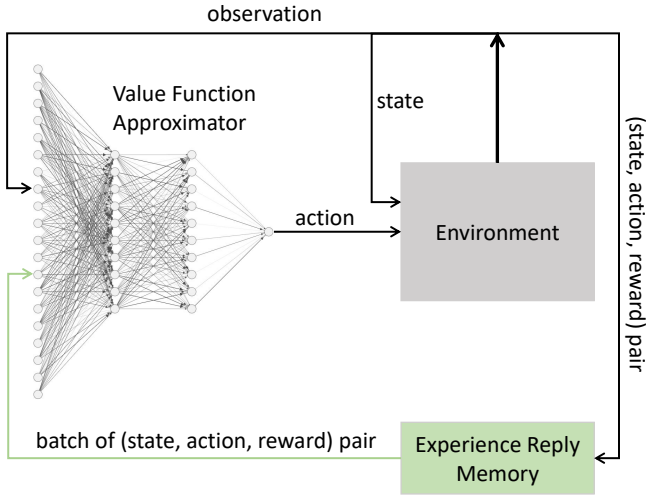 observation
Value Function
Approximator
state
(state, action, reward) pair
action
Environment
batch of (state, action, reward) pair
Experience Reply
Memory